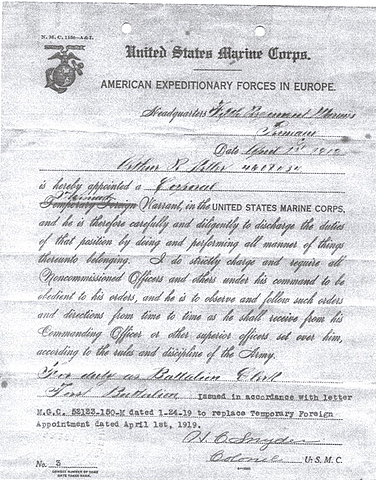 N. M. C. 1150—A&I.
United States Marine Corps.
AMERICAN EXPEDITIONARY FORCES IN EUROPE.
Headquarters Fifth Regiment Marines
Germany
Date April 1st 1919
Arthur R
is hereby appointed a Corporal
Temporary Foreign Warrant, in the UNITED STATES MARINE CORPS,
and he is therefore carefully and diligently to discharge the duties
of that position by doing and performing all manner of things
thereunto belonging. I do strictly charge and require all
Noncommissioned Officers and others under his command to be
obedient to his orders, and he is to observe and follow such orders
and directions from time to time as he shall receive from his
Commanding Officer or other superior officers set over him,
according to the rules and discipline of the Army.
For duty as Battalion Clerk
First Battalion Issued in accordance with letter
M.G.C. 52123-150-M dated 1-24-19 to replace Temporary Foreign
Appointment dated April 1st, 1919.
H. C. Snyder
Colonel U. S. M. C.
No. 3